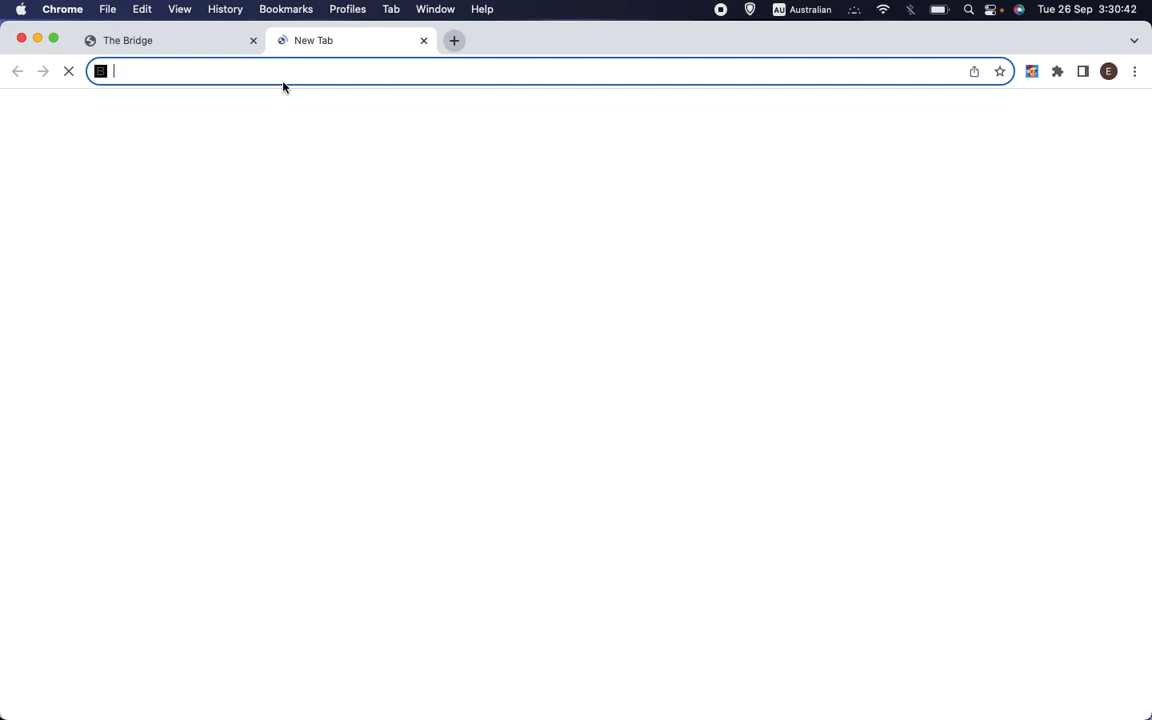 Chrome File Edit View History Bookmarks Profiles Tab Window Help AU Australian Tue 26 Sep 3:30:42
The Bridge New Tab
B E